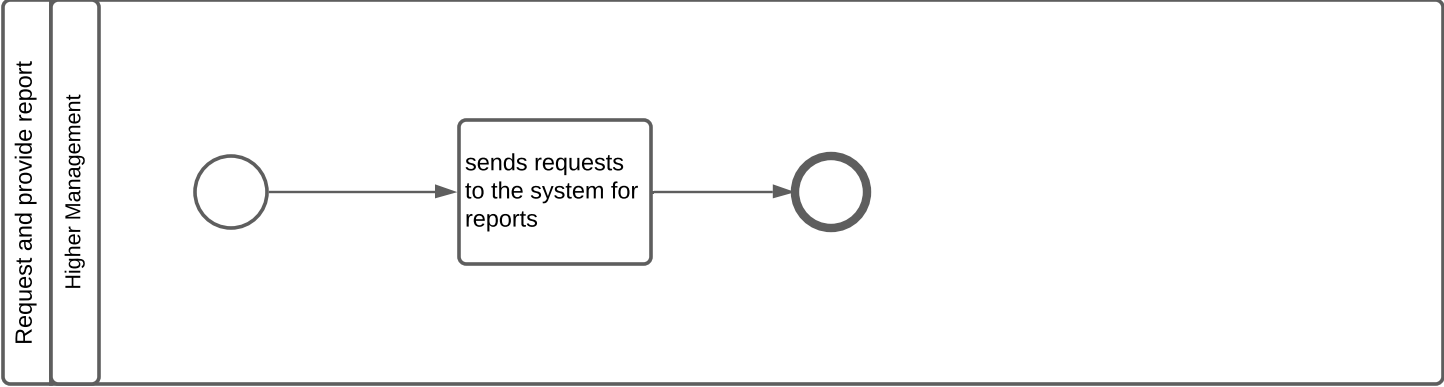 Request and provide report
Higher Management
sends requests
to the system for
reports